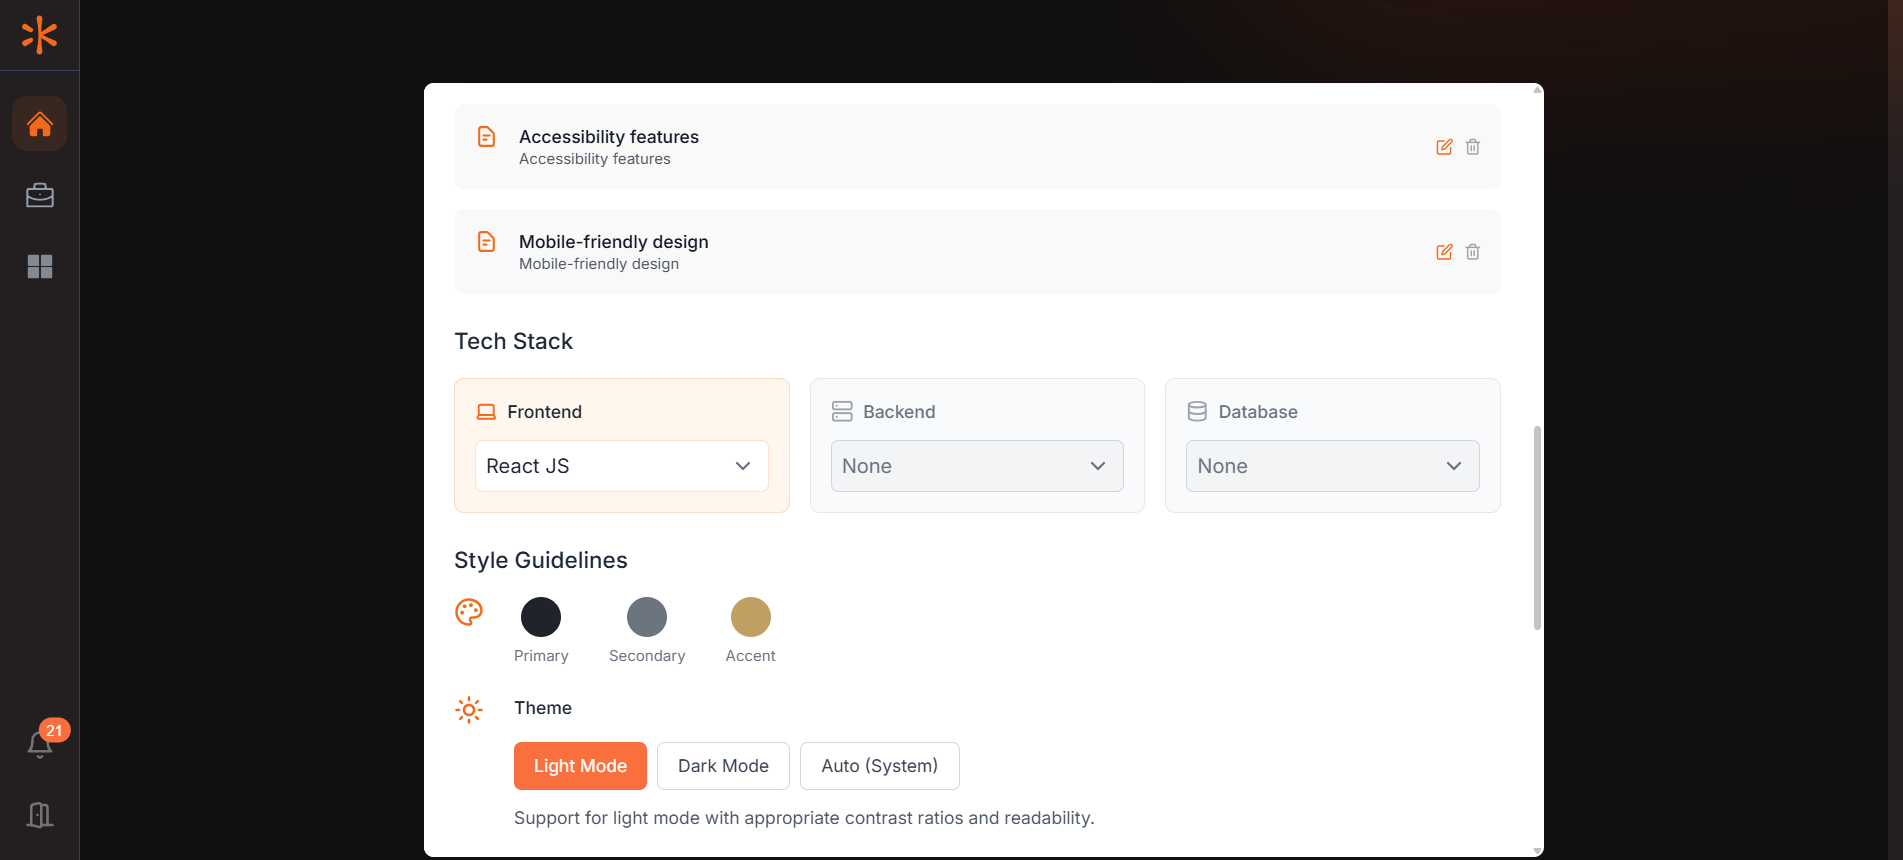 Accessibility features
Accessibility features
Mobile-friendly design
Mobile-friendly design
Tech Stack
Frontend
React JS
Backend
None
Database
None
Style Guidelines
Primary
Secondary
Accent
Theme
Light Mode
Dark Mode
Auto (System)
Support for light mode with appropriate contrast ratios and readability.
21